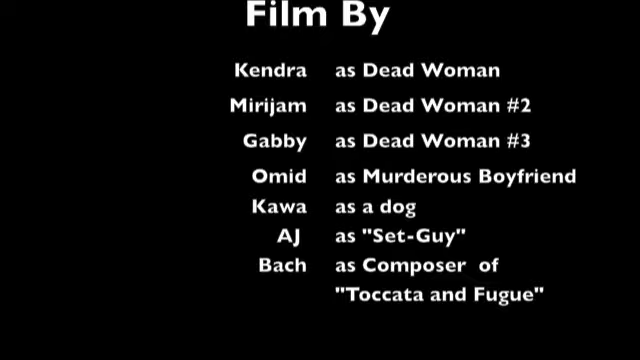 Film By
Kendra as Dead Woman
Mirijam as Dead Woman #2
Gabby as Dead Woman #3
Omid as Murderous Boyfriend
Kawa as a dog
AJ as "Set-Guy"
Bach as Composer of
"Toccata and Fugue"